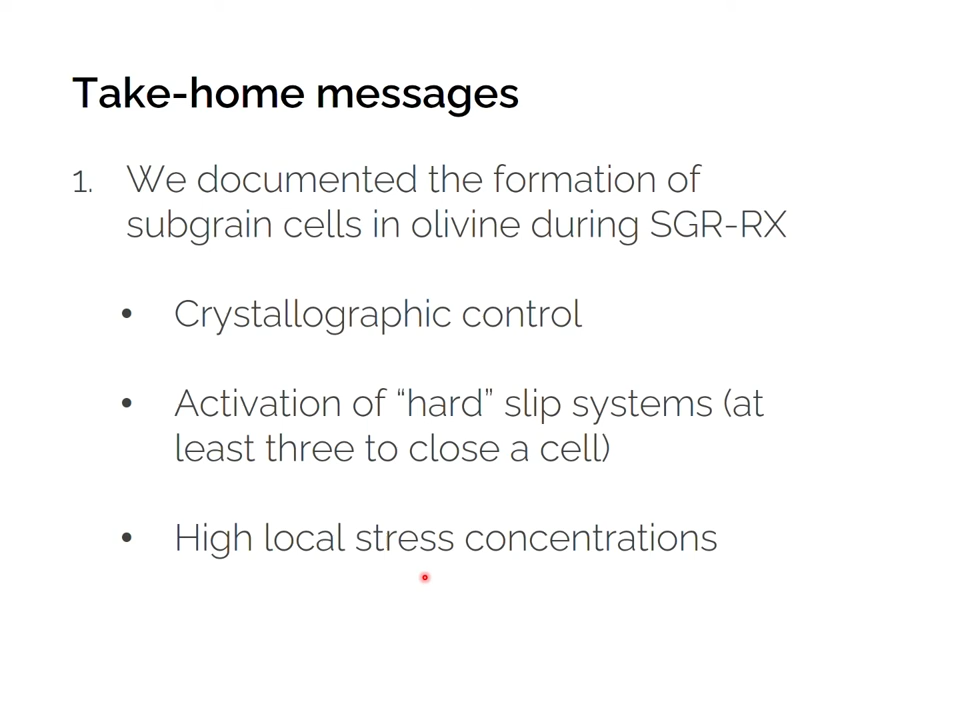 Take-home messages
1. We documented the formation of
subgrain cells in olivine during SGR-RX
• Crystallographic control
• Activation of “hard” slip systems (at
least three to close a cell)
• High local stress concentrations